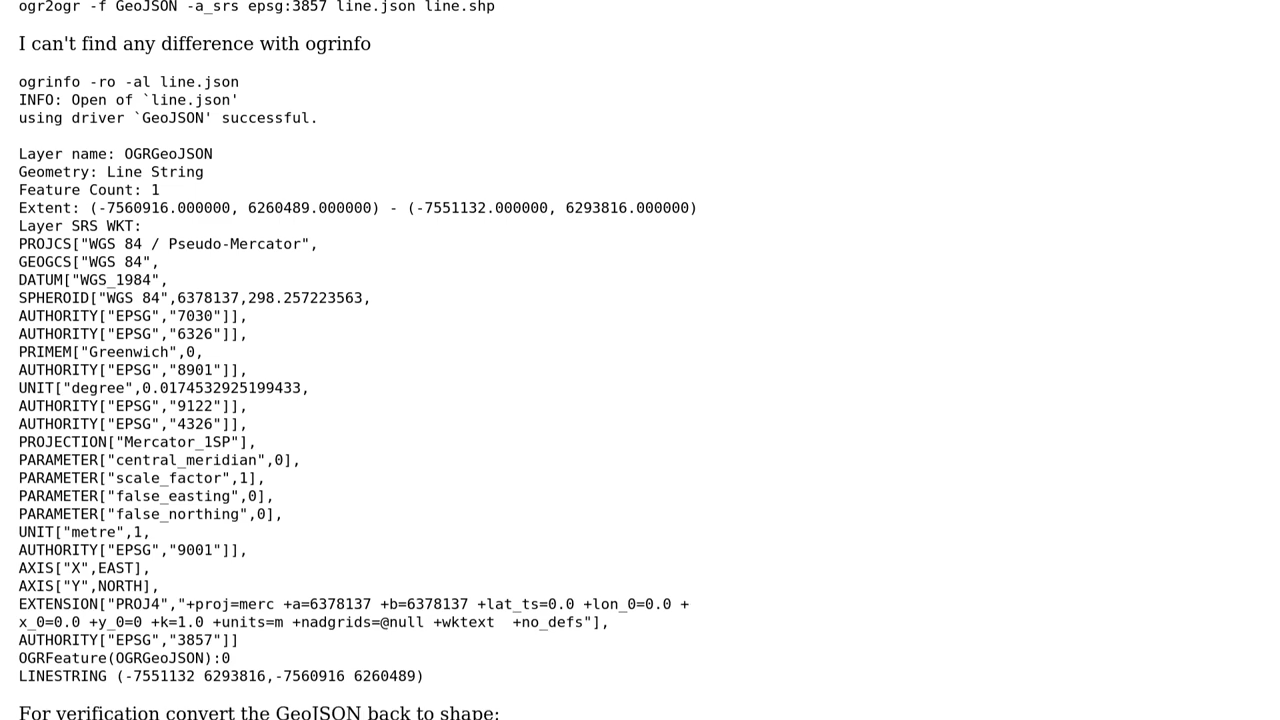 ogr2ogr -f GeoJSON -a_srs epsg:3857 line.json line.shp
I can't find any difference with ogrinfo
ogrinfo -ro -al line.json
INFO: Open of `line.json'
using driver `GeoJSON' successful.
Layer name: OGRGeoJSON
Geometry: Line String
Feature Count: 1
Extent: (-7560916.000000, 6260489.000000) - (-7551132.000000, 6293816.000000)
Layer SRS WKT:
PROJCS["WGS 84 / Pseudo-Mercator",
GEOGCS["WGS 84",
DATUM["WGS_1984",
SPHEROID["WGS 84",6378137,298.257223563,
AUTHORITY["EPSG","7030"]],
AUTHORITY["EPSG","6326"]],
PRIMEM["Greenwich",0,
AUTHORITY["EPSG","8901"]],
UNIT["degree",0.0174532925199433,
AUTHORITY["EPSG","9122"]],
AUTHORITY["EPSG","4326"]],
PROJECTION["Mercator_1SP"],
PARAMETER["central_meridian",0],
PARAMETER["scale_factor",1],
PARAMETER["false_easting",0],
PARAMETER["false_northing",0],
UNIT["metre",1,
AUTHORITY["EPSG","9001"]],
AXIS["X",EAST],
AXIS["Y",NORTH],
EXTENSION["PROJ4","+proj=merc +a=6378137 +b=6378137 +lat_ts=0.0 +lon_0=0.0 +
x_0=0.0 +y_0=0 +k=1.0 +units=m +nadgrids=@null +wktext  +no_defs"],
AUTHORITY["EPSG","3857"]]
OGRFeature(OGRGeoJSON):0
LINESTRING (-7551132 6293816,-7560916 6260489)
For verification convert the GeoJSON back to shape: